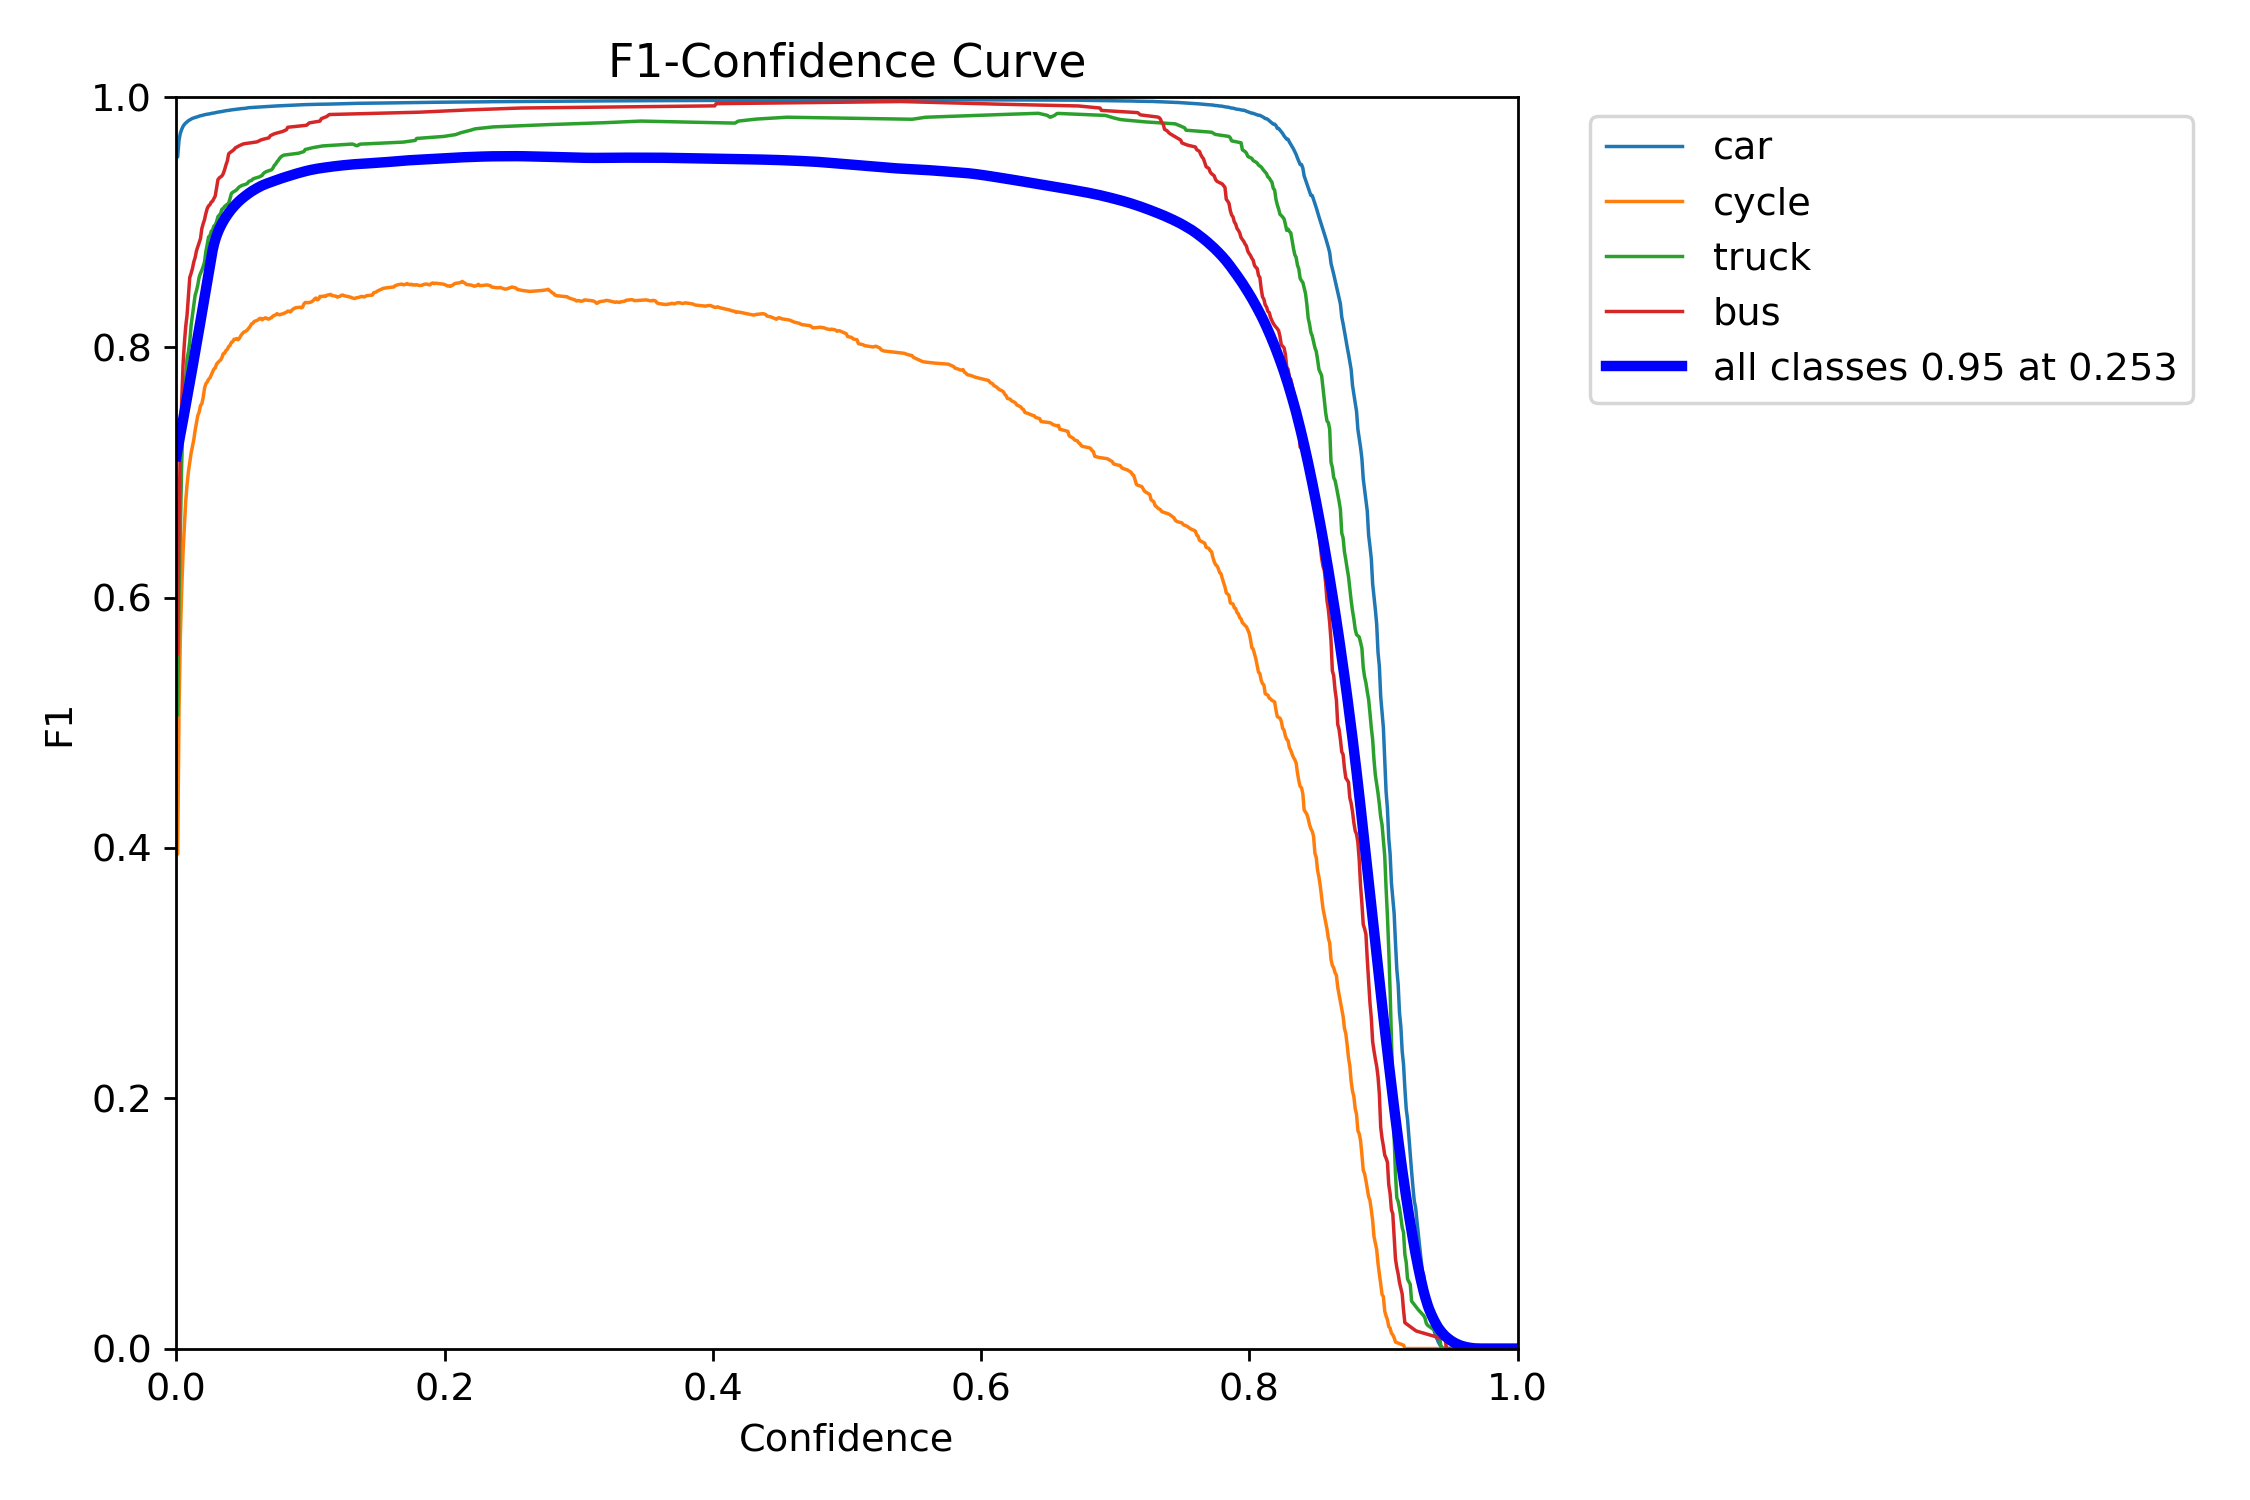 F1-Confidence Curve
1.0
0.8
0.6
0.4
0.2
0.0
F1
0.0 0.2 0.4 0.6 0.8 1.0
Confidence
car
cycle
truck
bus
all classes 0.95 at 0.253